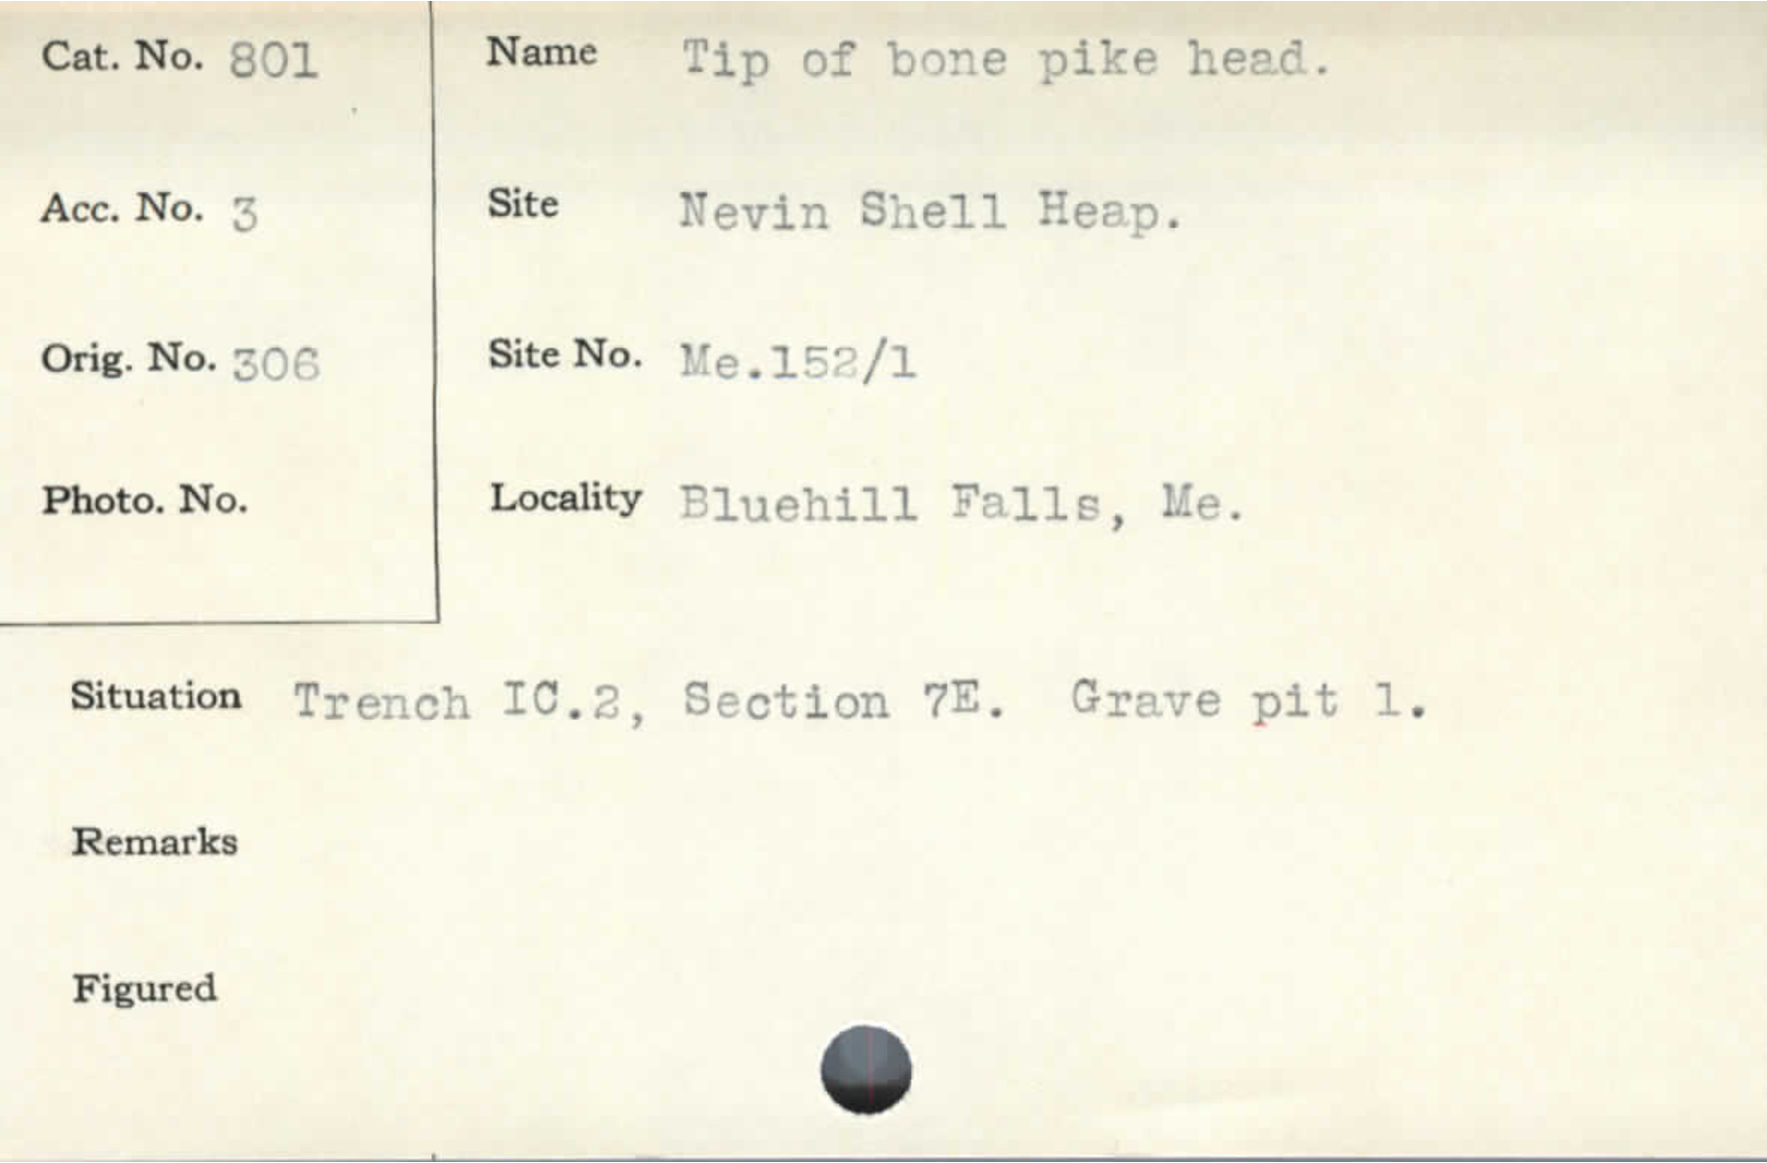 Cat. No. 801
Name Tip of bone pike head.
Acc. No. 3
Site Nevin Shell Heap.
Orig. No. 306
Site No. Me.152/1
Photo. No.
Locality Bluehill Falls, Me.
Situation Trench IC.2, Section 7E. Grave pit 1.
Remarks
Figured